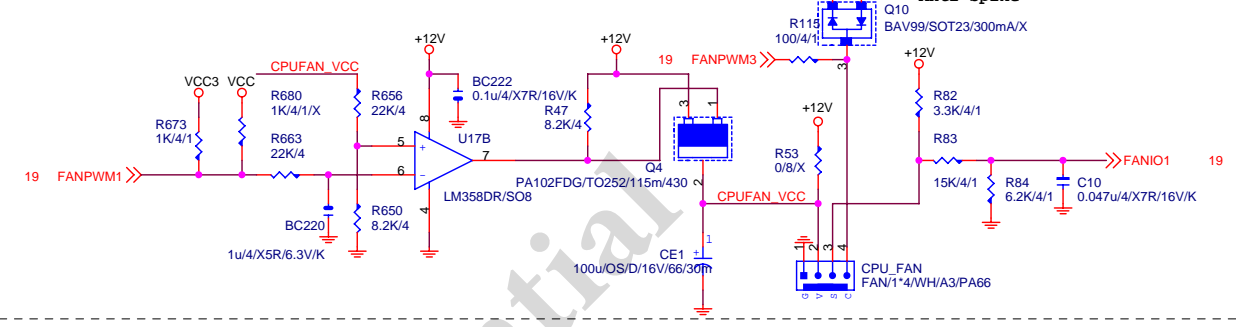 Q10
BAV99/SOT23/300mA/X
R115
100/4/1
+12V
+12V
+12V
19 FANPWM3
3
CPUFAN_VCC
VCC3
VCC
BC222
0.1u/4/X7R/16V/K
R680
1K/4/1/X
R656
22K/4
R47
8.2K/4
3
1
+12V
R82
3.3K/4/1
R673
1K/4/1
R663
22K/4
8
U17B
5
+
7
6
-
4
LM358DR/SO8
Q4
PA102FDG/TO252/115m/430
2
R53
0/8/X
R83
15K/4/1
FANIO1 19
19 FANPWM1
R84
6.2K/4/1
C10
0.047u/4/X7R/16V/K
BC220
1u/4/X5R/6.3V/K
R650
8.2K/4
CPUFAN_VCC
CE1
1
+
100u/OS/D/16V/66/30m
1
2
3
4
G
V
S
C
CPU_FAN
FAN/1*4/WH/A3/PA66